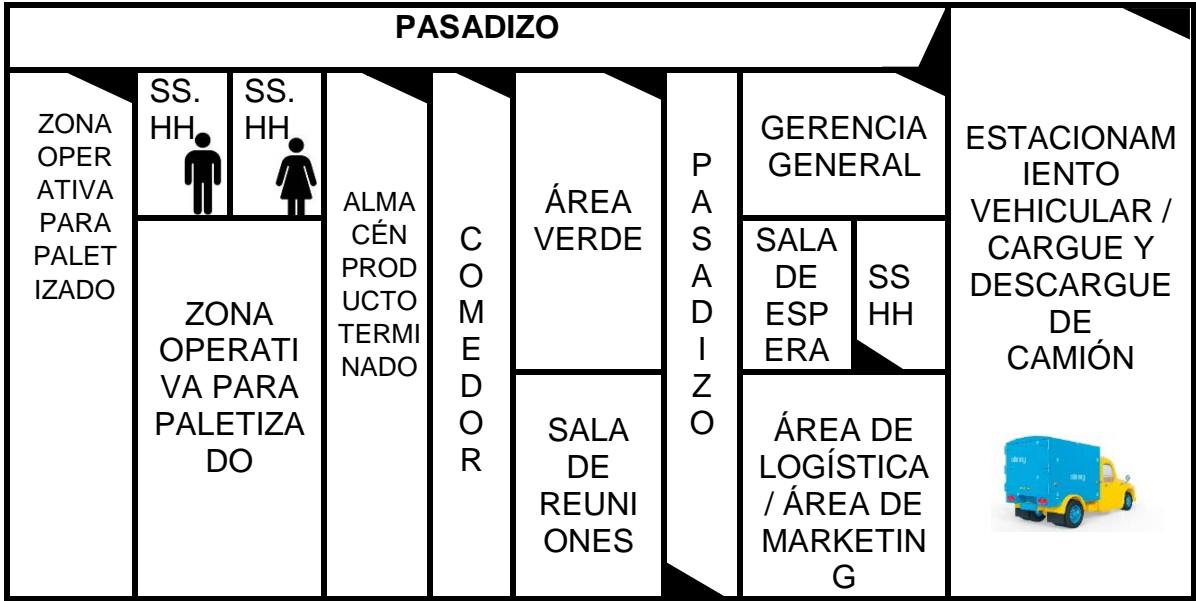 PASADIZO
ZONA
OPER
ATIVA
PARA
PALET
IZADO
SS.
HH
SS.
HH
ZONA
OPERATI
VA PARA
PALETIZA
DO
ALMA
CÉN
PROD
UCTO
TERMI
NADO
C
O
M
E
D
O
R
ÁREA
VERDE
SALA
DE
REUNI
ONES
P
A
S
A
D
I
Z
O
GERENCIA
GENERAL
SALA
DE
ESP
ERA
SS
HH
ÁREA DE
LOGÍSTICA
/ ÁREA DE
MARKETIN
G
ESTACIONAM
IENTO
VEHICULAR /
CARGUE Y
DESCARGUE
DE
CAMIÓN